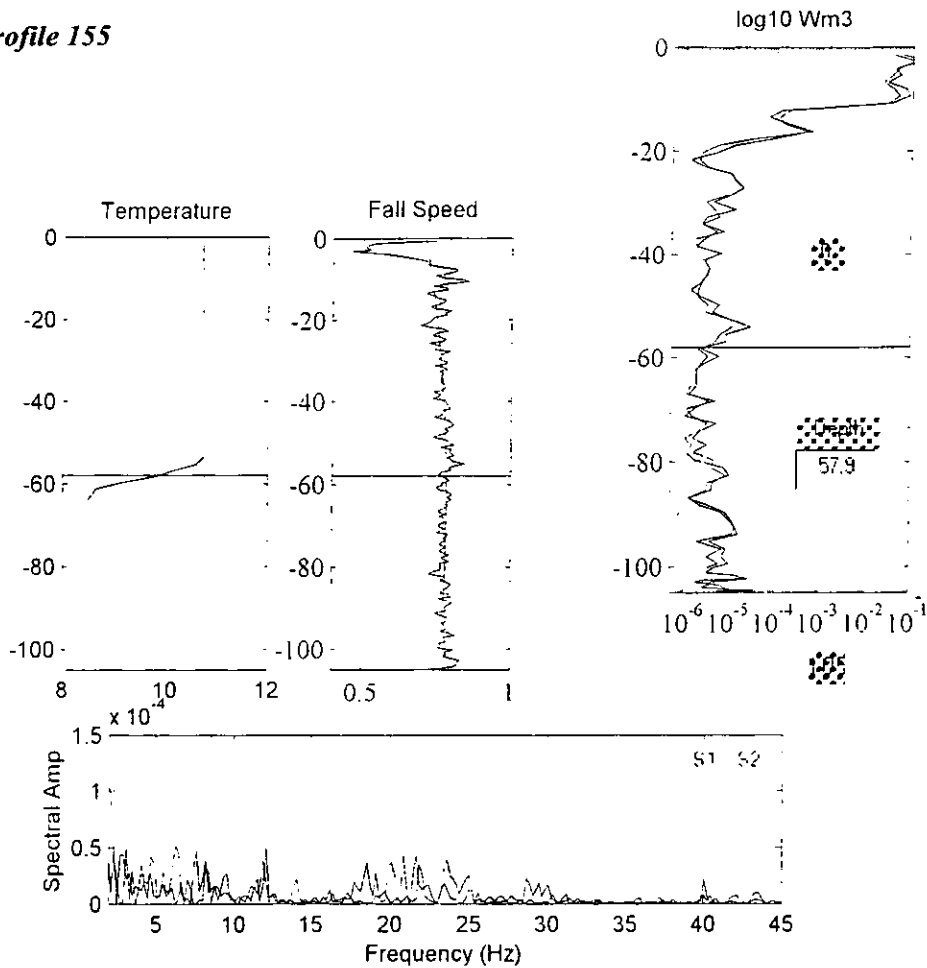 rofile 155
log10 Wm3
0
-20
-40
-60
-80
-100
10^-6 10^-5 10^-4 10^-3 10^-2 10^-1
Depth
57.9
Temperature
0
-20
-40
-60
-80
-100
8 10 12
Fall Speed
0
-20
-40
-60
-80
-100
0.5 1
x 10^-4
1.5
1
0.5
0
Spectral Amp
S1 S2
5 10 15 20 25 30 35 40 45
Frequency (Hz)